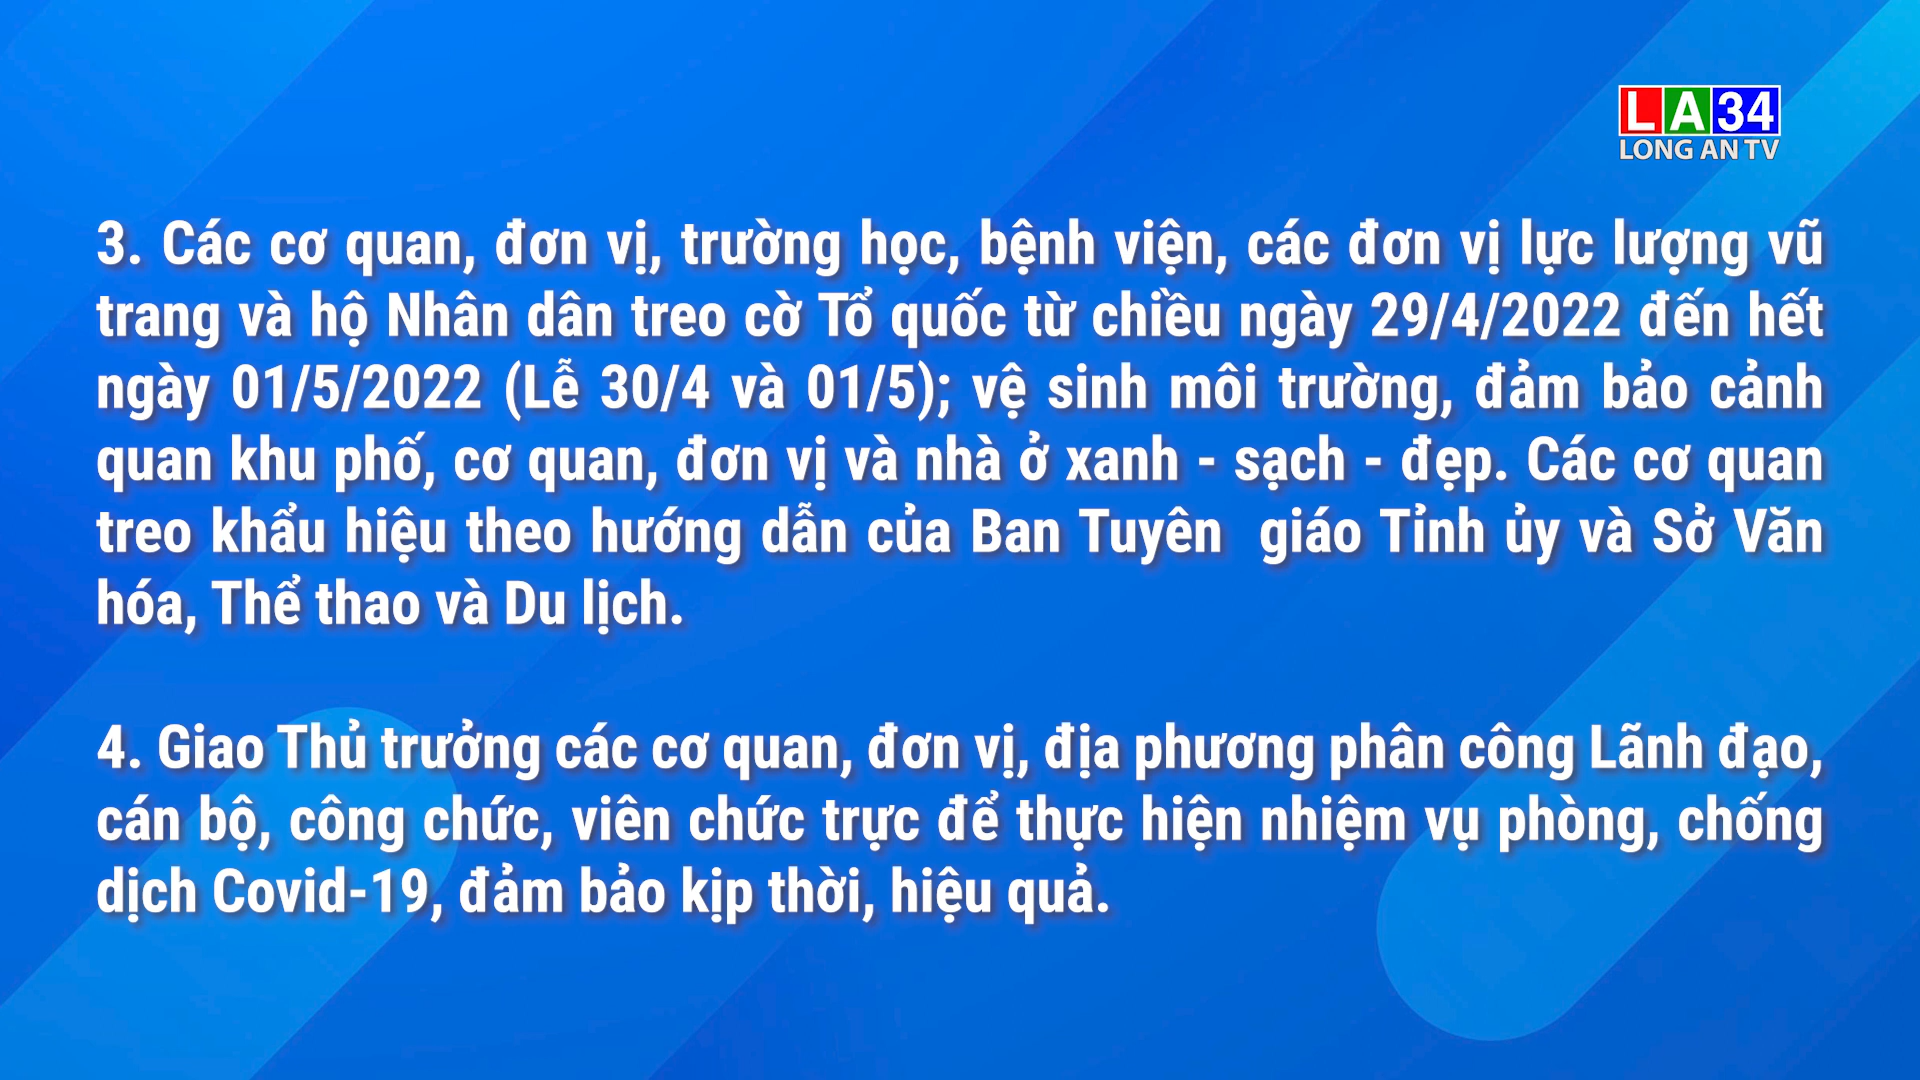 LA34
LONG AN TV
3. Các cơ quan, đơn vị, trường học, bệnh viện, các đơn vị lực lượng vũ
trang và hộ Nhân dân treo cờ Tổ quốc từ chiều ngày 29/4/2022 đến hết
ngày 01/5/2022 (Lễ 30/4 và 01/5); vệ sinh môi trường, đảm bảo cảnh
quan khu phố, cơ quan, đơn vị và nhà ở xanh - sạch - đẹp. Các cơ quan
treo khẩu hiệu theo hướng dẫn của Ban Tuyên  giáo Tỉnh ủy và Sở Văn
hóa, Thể thao và Du lịch.
4. Giao Thủ trưởng các cơ quan, đơn vị, địa phương phân công Lãnh đạo,
cán bộ, công chức, viên chức trực để thực hiện nhiệm vụ phòng, chống
dịch Covid-19, đảm bảo kịp thời, hiệu quả.